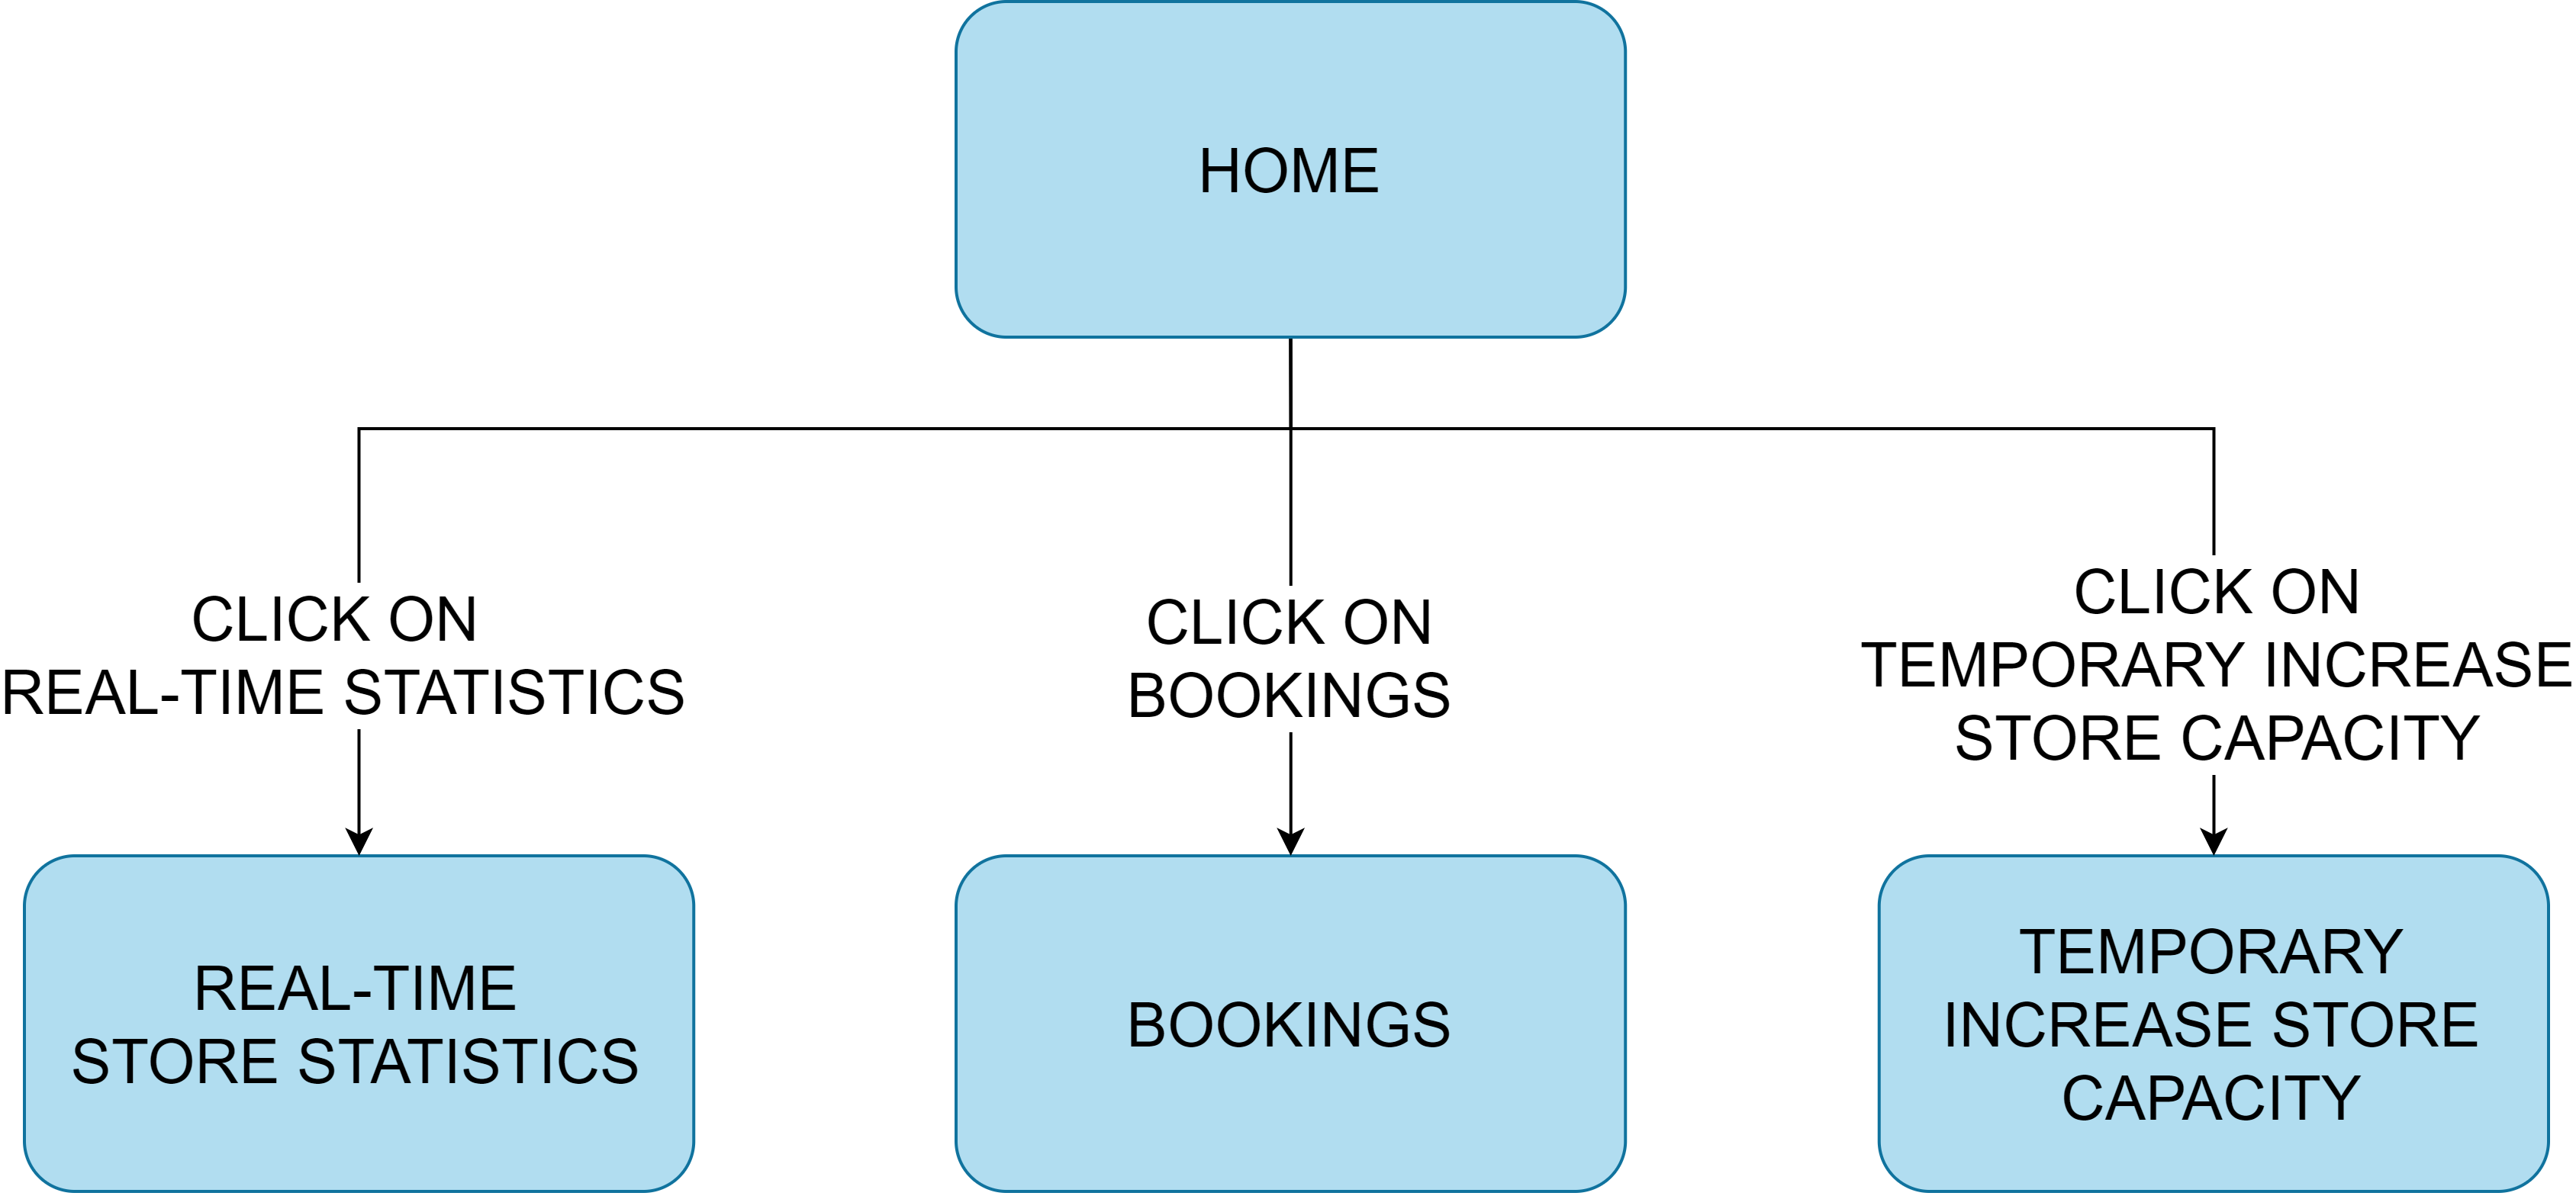 HOME
CLICK ON
REAL-TIME STATISTICS
CLICK ON
BOOKINGS
CLICK ON
TEMPORARY INCREASE
STORE CAPACITY
REAL-TIME
STORE STATISTICS
BOOKINGS
TEMPORARY
INCREASE STORE
CAPACITY